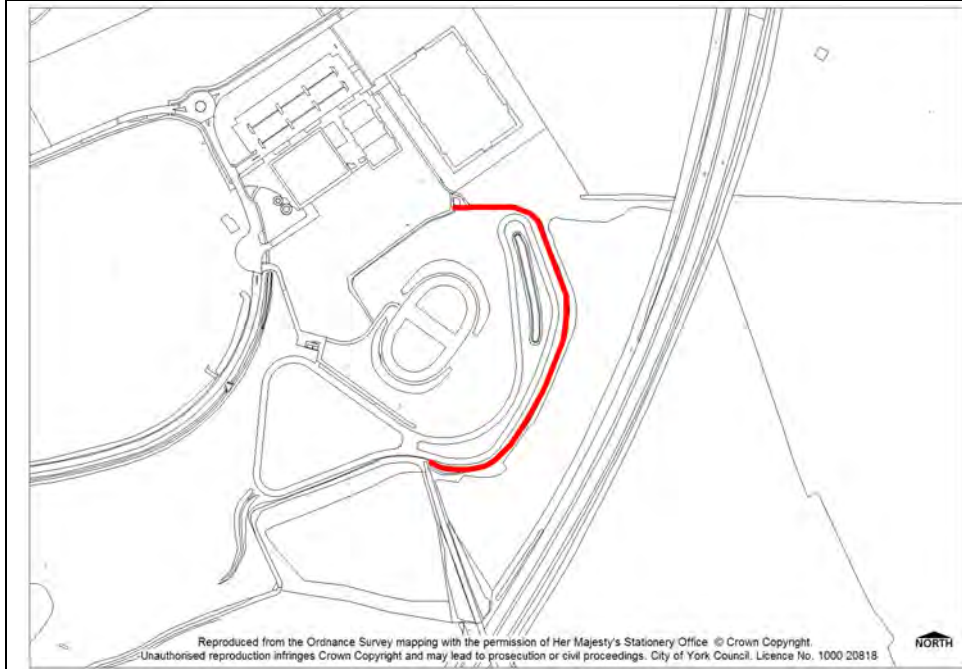 Reproduced from the Ordnance Survey mapping with the permission of Her Majesty's Stationery Office © Crown Copyright.
Unauthorised reproduction infringes Crown Copyright and may lead to prosecution or civil proceedings. City of York Council. Licence No. 1000 20818
NORTH